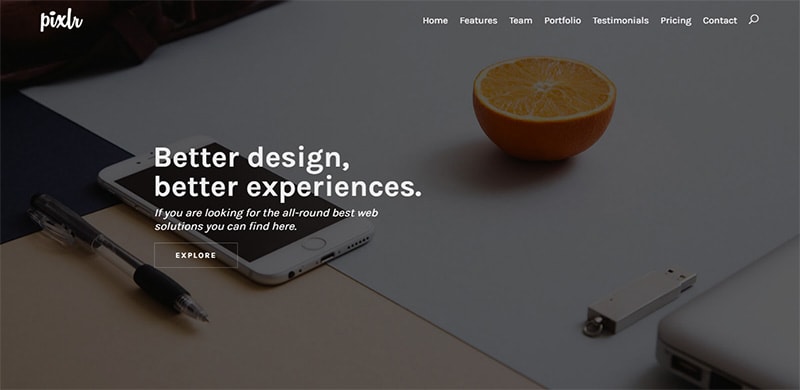 pixlr
Home Features Team Portfolio Testimonials Pricing Contact
Better design,
better experiences.
If you are looking for the all-round best web
solutions you can find here.
EXPLORE